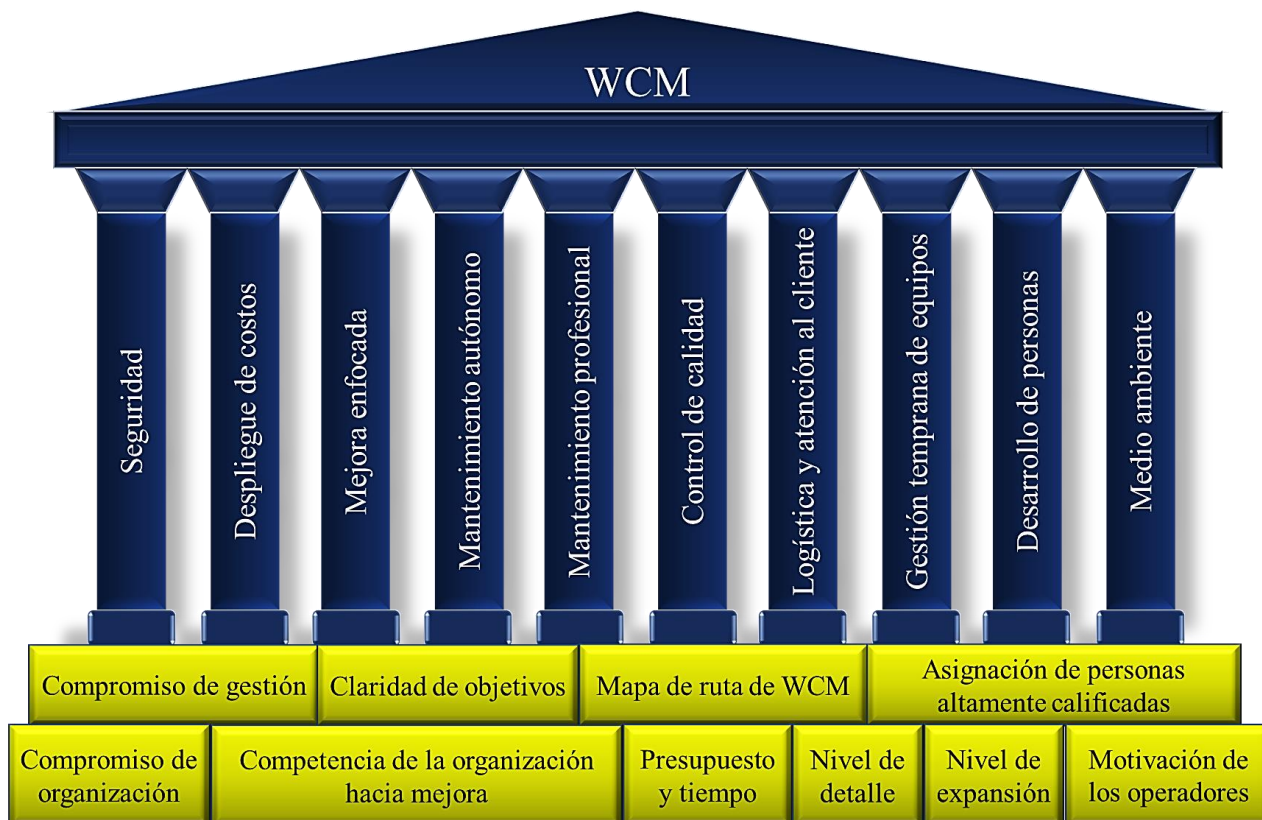 WCM
Seguridad
Despliegue de costos
Mejora enfocada
Mantenimiento autónomo
Mantenimiento profesional
Control de calidad
Logística y atención al cliente
Gestión temprana de equipos
Desarrollo de personas
Medio ambiente
Compromiso de gestión
Claridad de objetivos
Mapa de ruta de WCM
Asignación de personas
altamente calificadas
Compromiso de
organización
Competencia de la organización
hacia mejora
Presupuesto
y tiempo
Nivel de
detalle
Nivel de
expansión
Motivación de
los operadores